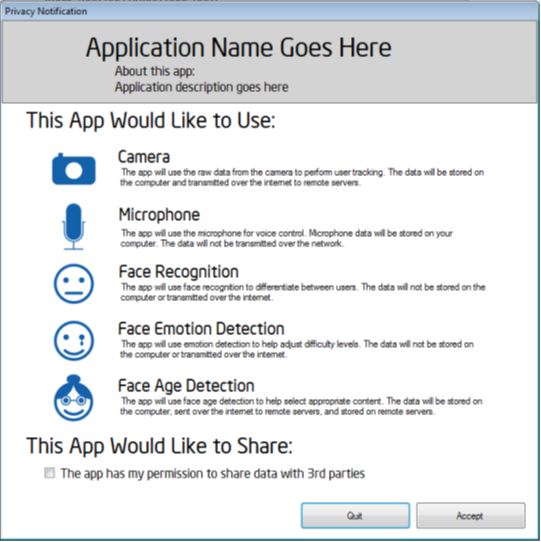 Privacy Notification
Application Name Goes Here
About this app:
Application description goes here
This App Would Like to Use:
Camera
The app will use the raw data from the camera to perform user tracking. The data will be stored on
the computer and transmitted over the internet to remote servers.
Microphone
The app will use the microphone for voice control. Microphone data will be stored on your
computer. The data will not be transmitted over the network.
Face Recognition
The app will use face recognition to differentiate between users. The data will not be stored on the
computer or transmitted over the internet.
Face Emotion Detection
The app will use emotion detection to help adjust difficulty levels. The data will not be stored on
the computer or transmitted over the internet.
Face Age Detection
The app will use face age detection to help select appropriate content. The data will be stored on
the computer, sent over the internet to remote servers, and stored on remote servers.
This App Would Like to Share:
The app has my permission to share data with 3rd parties
Quit
Accept